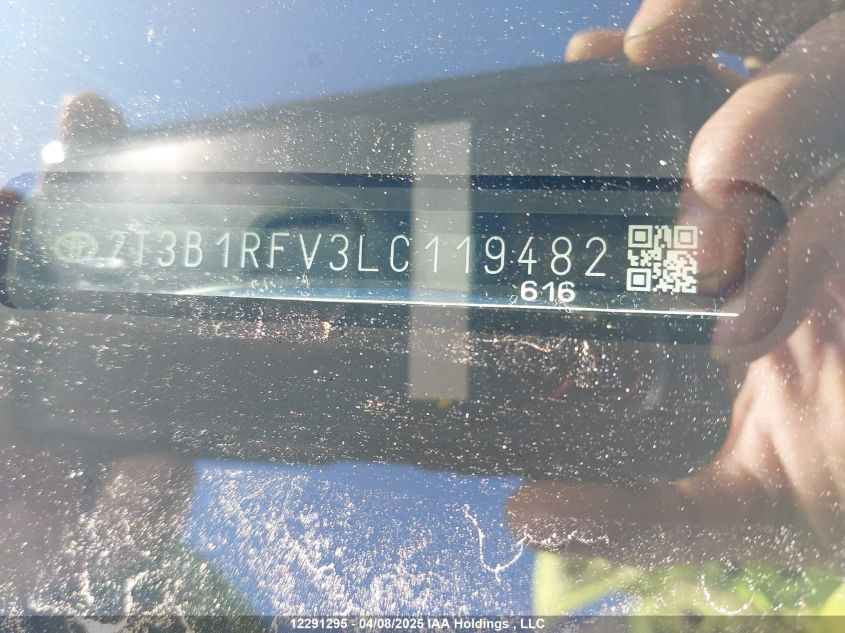 2T3B1RFV3LC119482
616
12291295 - 04/08/2025 IAA Holdings , LLC